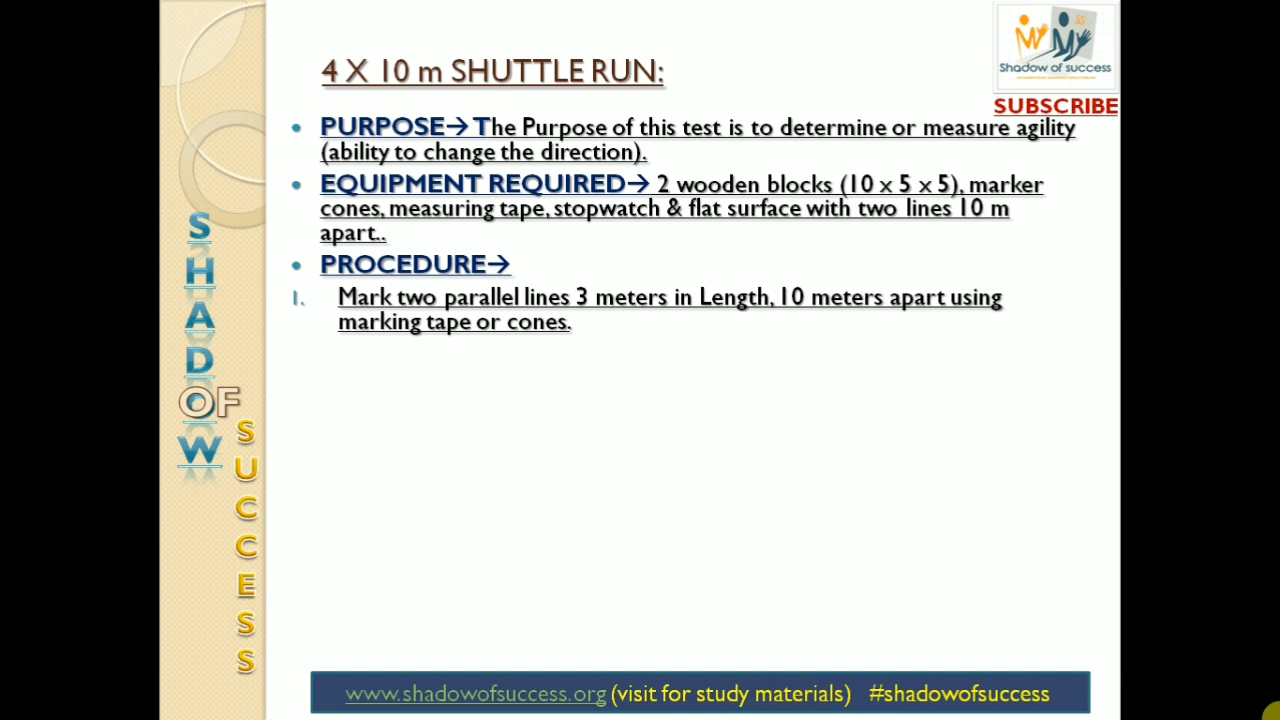 4 X 10 m SHUTTLE RUN:
Shadow of success
SUBSCRIBE
• PURPOSE→ The Purpose of this test is to determine or measure agility
(ability to change the direction).
• EQUIPMENT REQUIRED→ 2 wooden blocks (10 x 5 x 5), marker
cones, measuring tape, stopwatch & flat surface with two lines 10 m
apart..
• PROCEDURE→
1. Mark two parallel lines 3 meters in Length, 10 meters apart using
marking tape or cones.
SHADOW
OF
SUCCESS
www.shadowofsuccess.org (visit for study materials) #shadowofsuccess